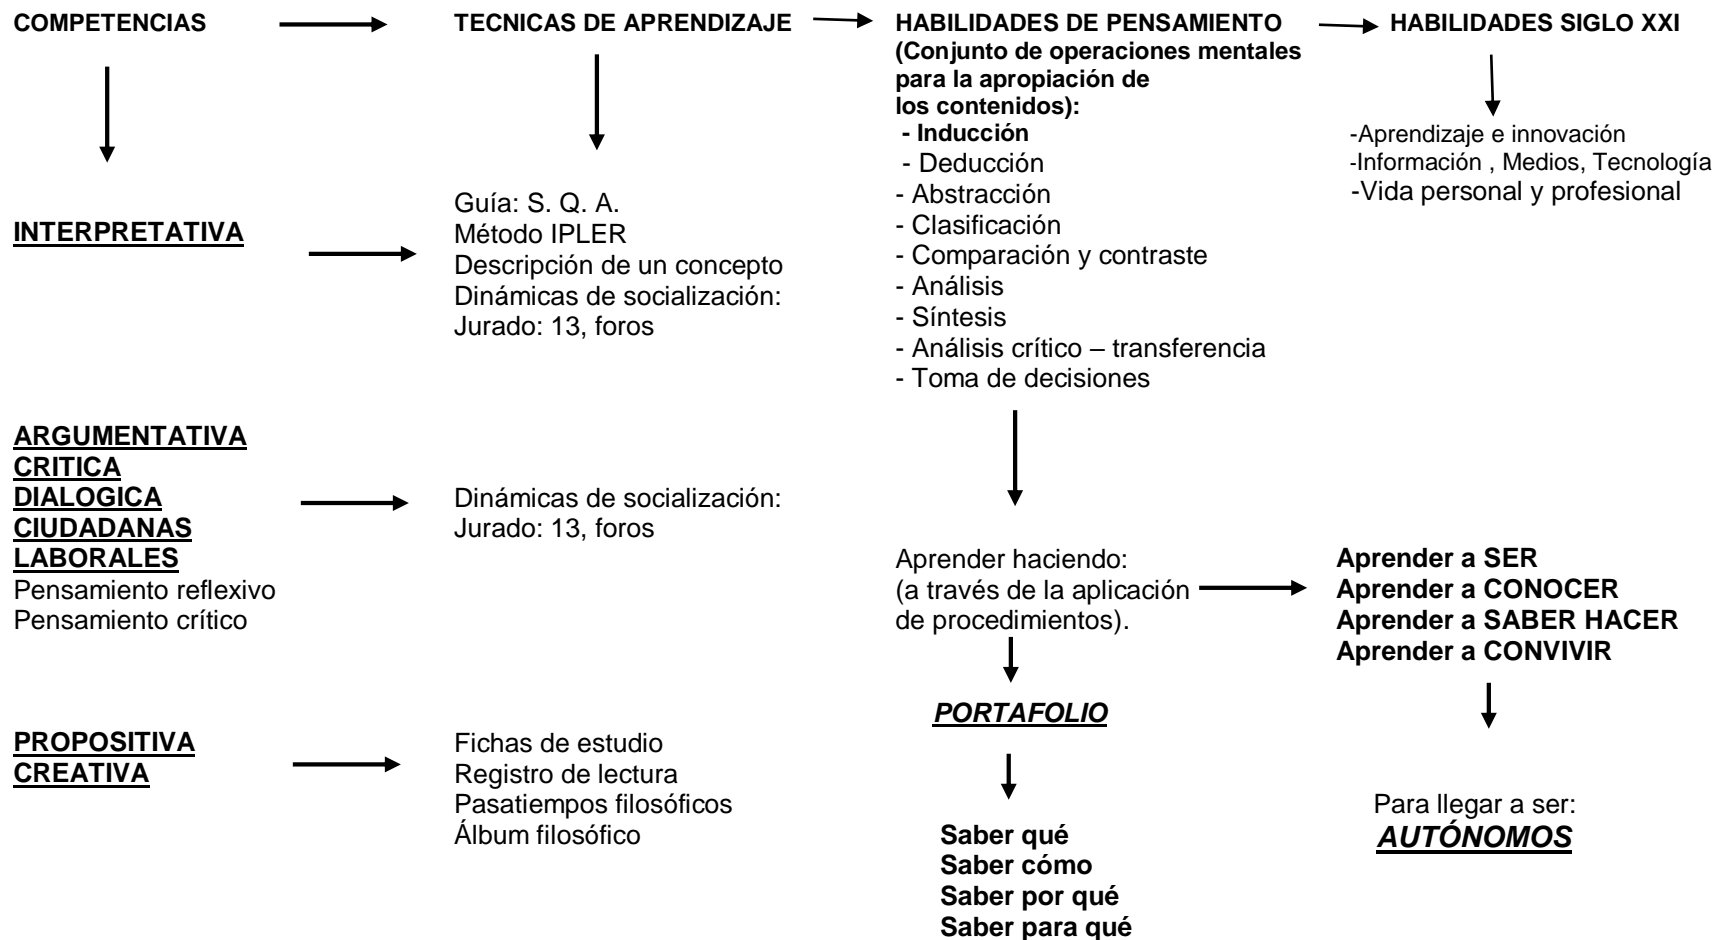 COMPETENCIAS
TECNICAS DE APRENDIZAJE
HABILIDADES DE PENSAMIENTO
(Conjunto de operaciones mentales
para la apropiación de
los contenidos):
- Inducción
- Deducción
- Abstracción
- Clasificación
- Comparación y contraste
- Análisis
- Síntesis
- Análisis crítico – transferencia
- Toma de decisiones
HABILIDADES SIGLO XXI
-Aprendizaje e innovación
-Información , Medios, Tecnología
-Vida personal y profesional
INTERPRETATIVA
Guía: S. Q. A.
Método IPLER
Descripción de un concepto
Dinámicas de socialización:
Jurado: 13, foros
ARGUMENTATIVA
CRITICA
DIALOGICA
CIUDADANAS
LABORALES
Pensamiento reflexivo
Pensamiento crítico
Dinámicas de socialización:
Jurado: 13, foros
Aprender haciendo:
(a través de la aplicación
de procedimientos).
Aprender a SER
Aprender a CONOCER
Aprender a SABER HACER
Aprender a CONVIVIR
PORTAFOLIO
PROPOSITIVA
CREATIVA
Fichas de estudio
Registro de lectura
Pasatiempos filosóficos
Álbum filosófico
Saber qué
Saber cómo
Saber por qué
Saber para qué
Para llegar a ser:
AUTÓNOMOS